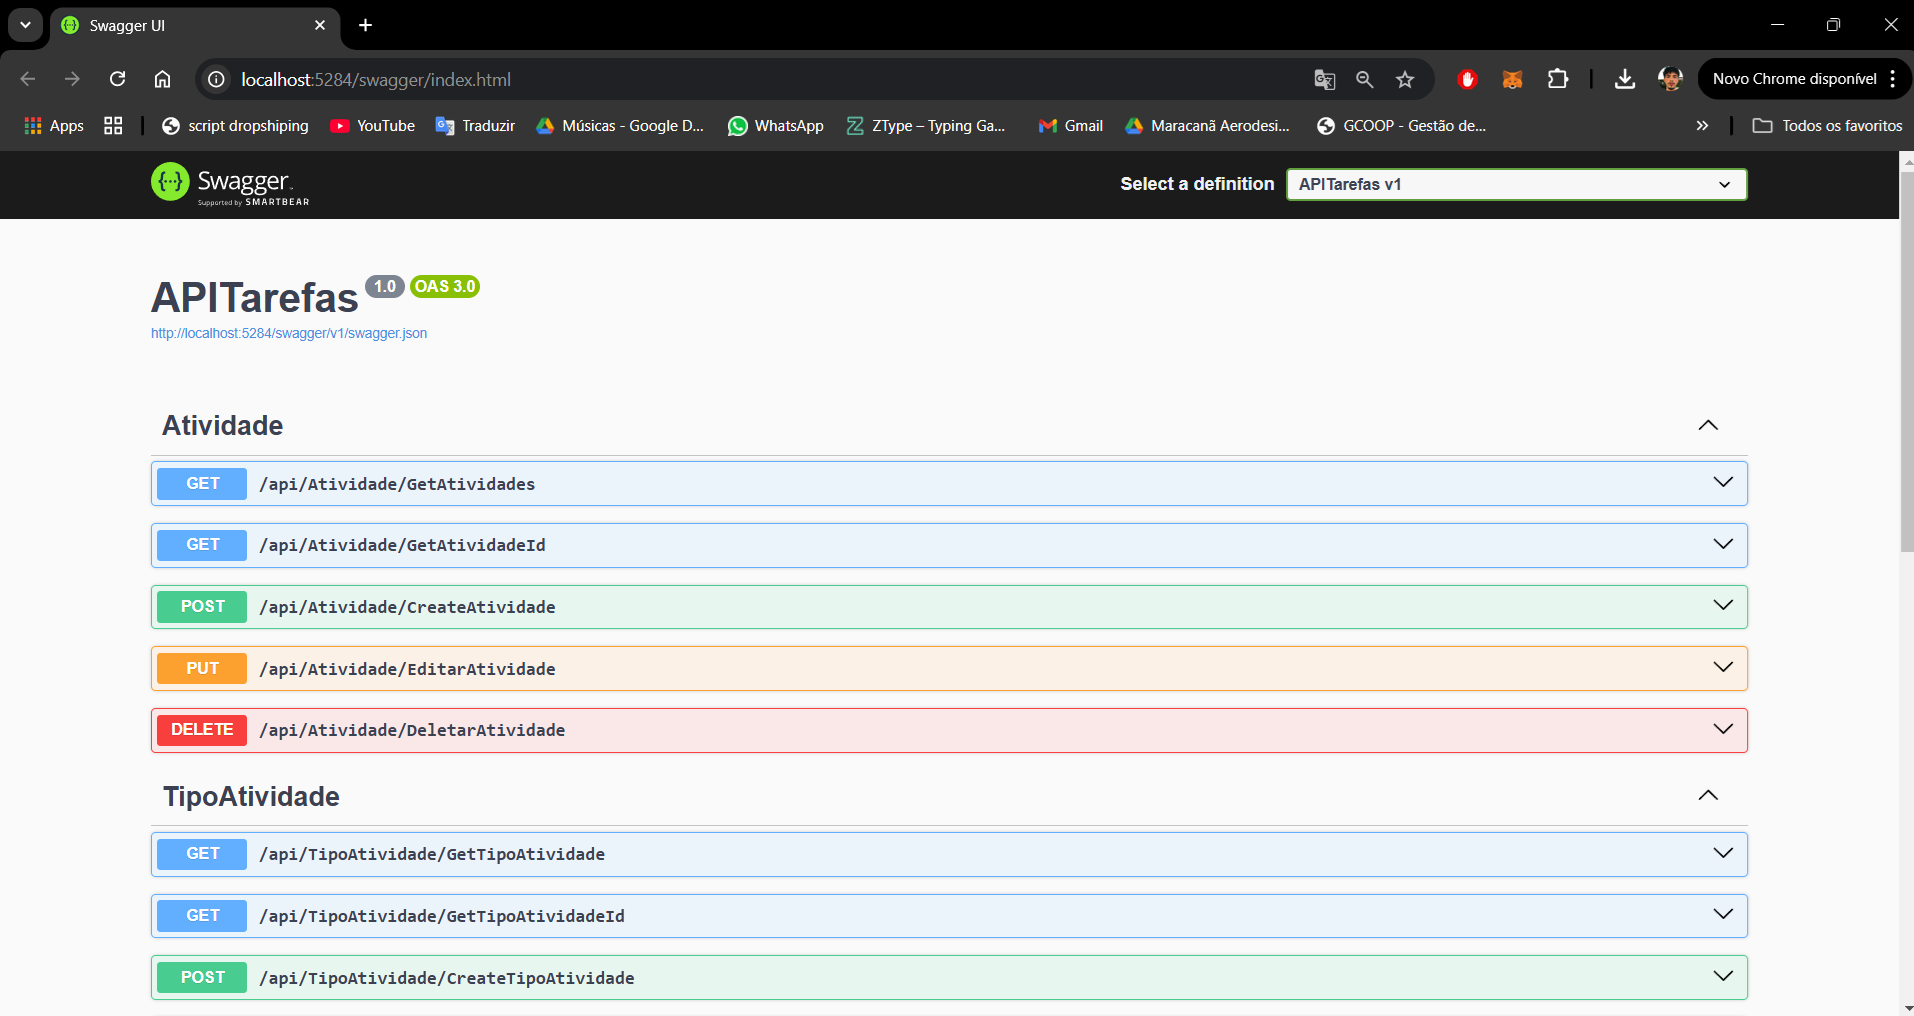 Swagger UI
localhost:5284/swagger/index.html
Novo Chrome disponível
Apps
script dropshiping
YouTube
Traduzir
Músicas - Google D...
WhatsApp
ZType – Typing Ga...
Gmail
Maracanã Aerodesi...
GCOOP - Gestão de...
Todos os favoritos
Swagger
Supported by SMARTBEAR
Select a definition
APITarefas v1
APITarefas 1.0 OAS 3.0
http://localhost:5284/swagger/v1/swagger.json
Atividade
GET /api/Atividade/GetAtividades
GET /api/Atividade/GetAtividadeId
POST /api/Atividade/CreateAtividade
PUT /api/Atividade/EditarAtividade
DELETE /api/Atividade/DeletarAtividade
TipoAtividade
GET /api/TipoAtividade/GetTipoAtividade
GET /api/TipoAtividade/GetTipoAtividadeId
POST /api/TipoAtividade/CreateTipoAtividade